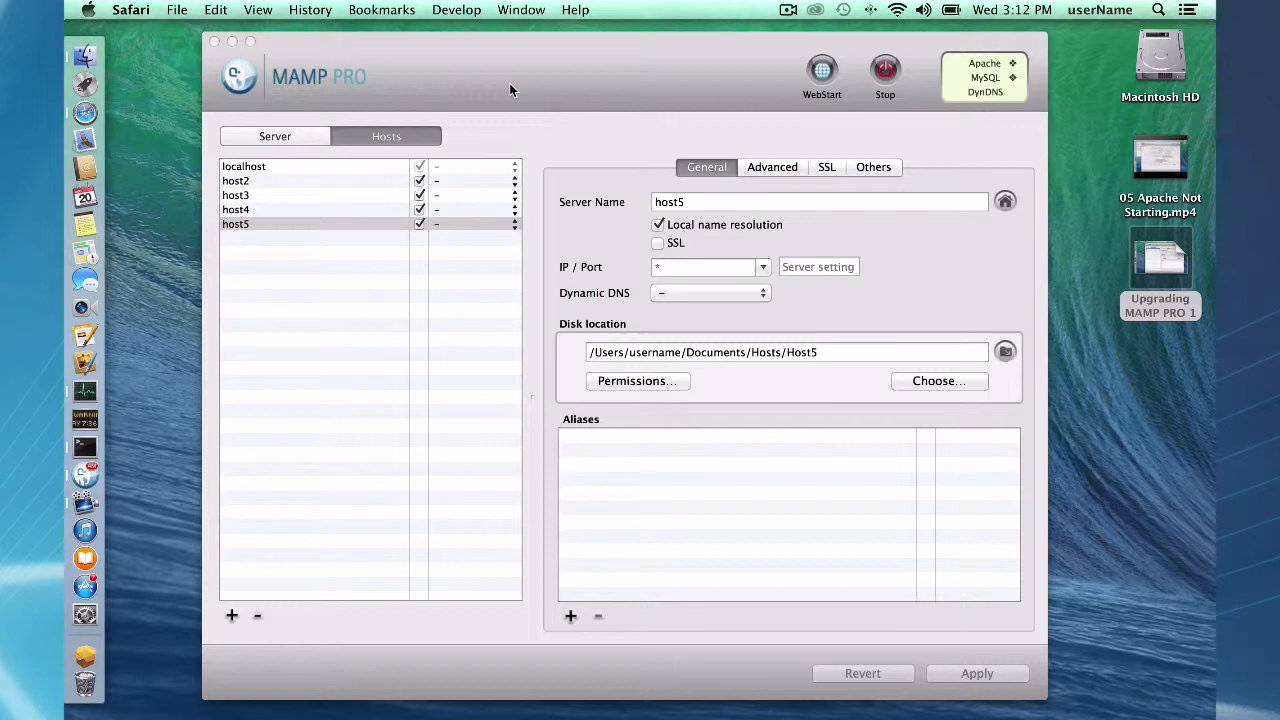 Safari File Edit View History Bookmarks Develop Window Help Wed 3:12 PM userName
MAMP PRO
WebStart
Stop
Apache
MySQL
DynDNS
Macintosh HD
05 Apache Not
Starting.mp4
Upgrading
MAMP PRO 1
Server Hosts
localhost –
host2 –
host3 –
host4 –
host5 –
General Advanced SSL Others
Server Name host5
Local name resolution
SSL
IP / Port * Server setting
Dynamic DNS –
Disk location
/Users/username/Documents/Hosts/Host5
Permissions... Choose...
Aliases
+ -
+ -
Revert Apply
20